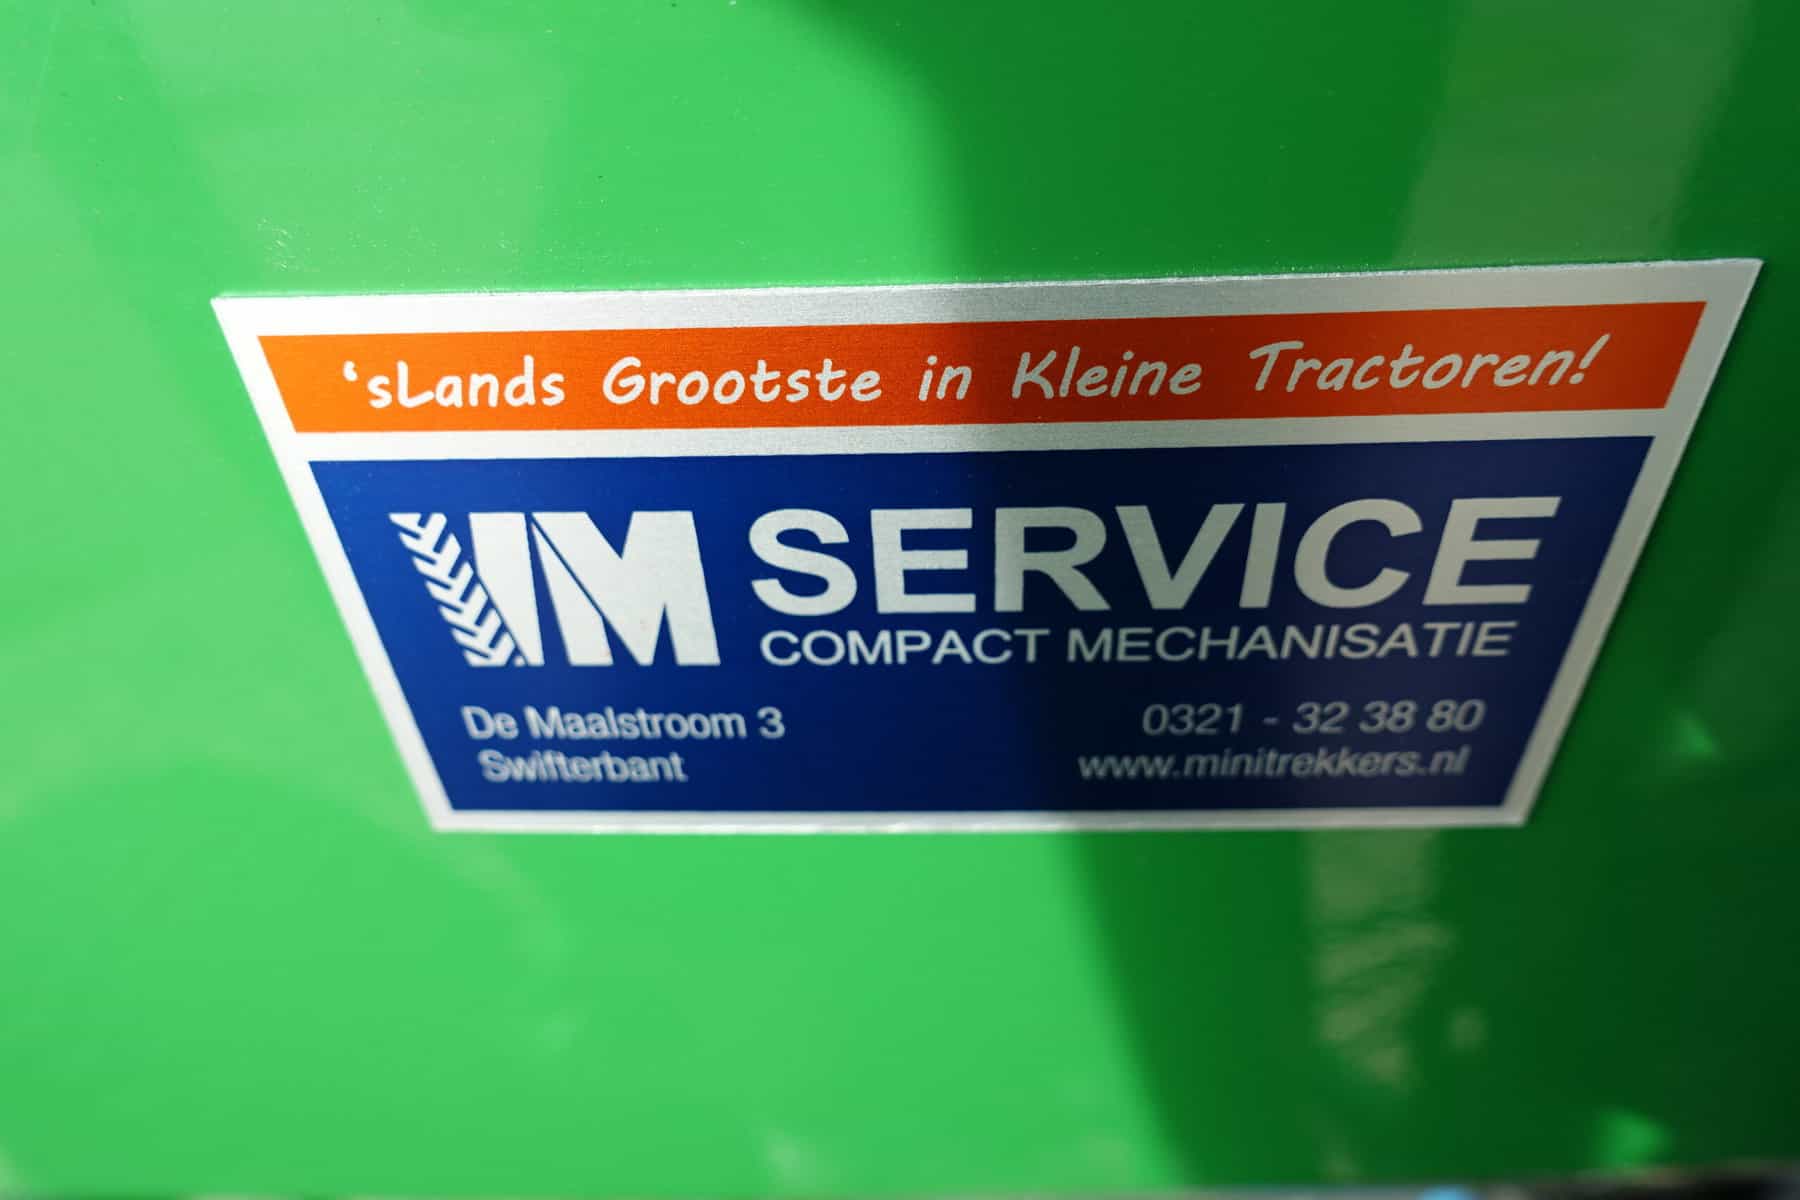 ‘sLands Grootste in Kleine Tractoren!
IM SERVICE
COMPACT MECHANISATIE
De Maalstroom 3
Swifterbant
0321 - 32 38 80
www.minitrekkers.nl